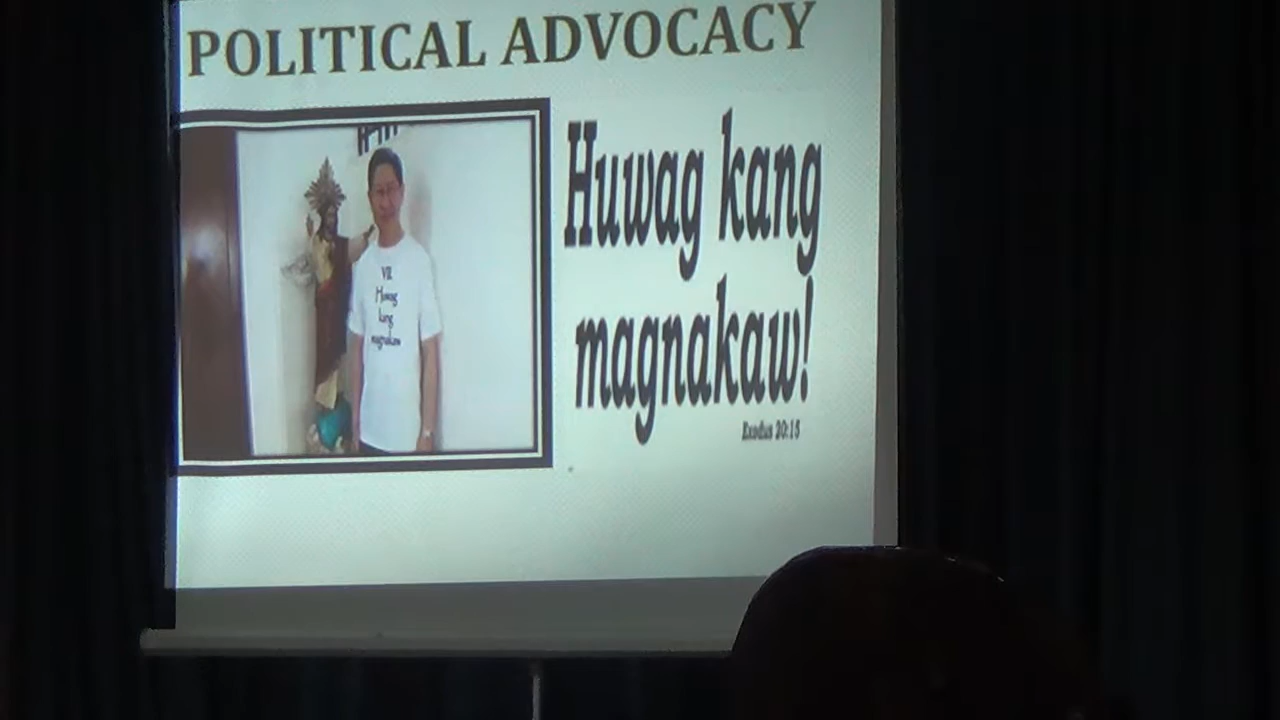 POLITICAL ADVOCACY
VII.
Huwag
kang
magnakaw
Huwag kang
magnakaw!
Exodus 20:15